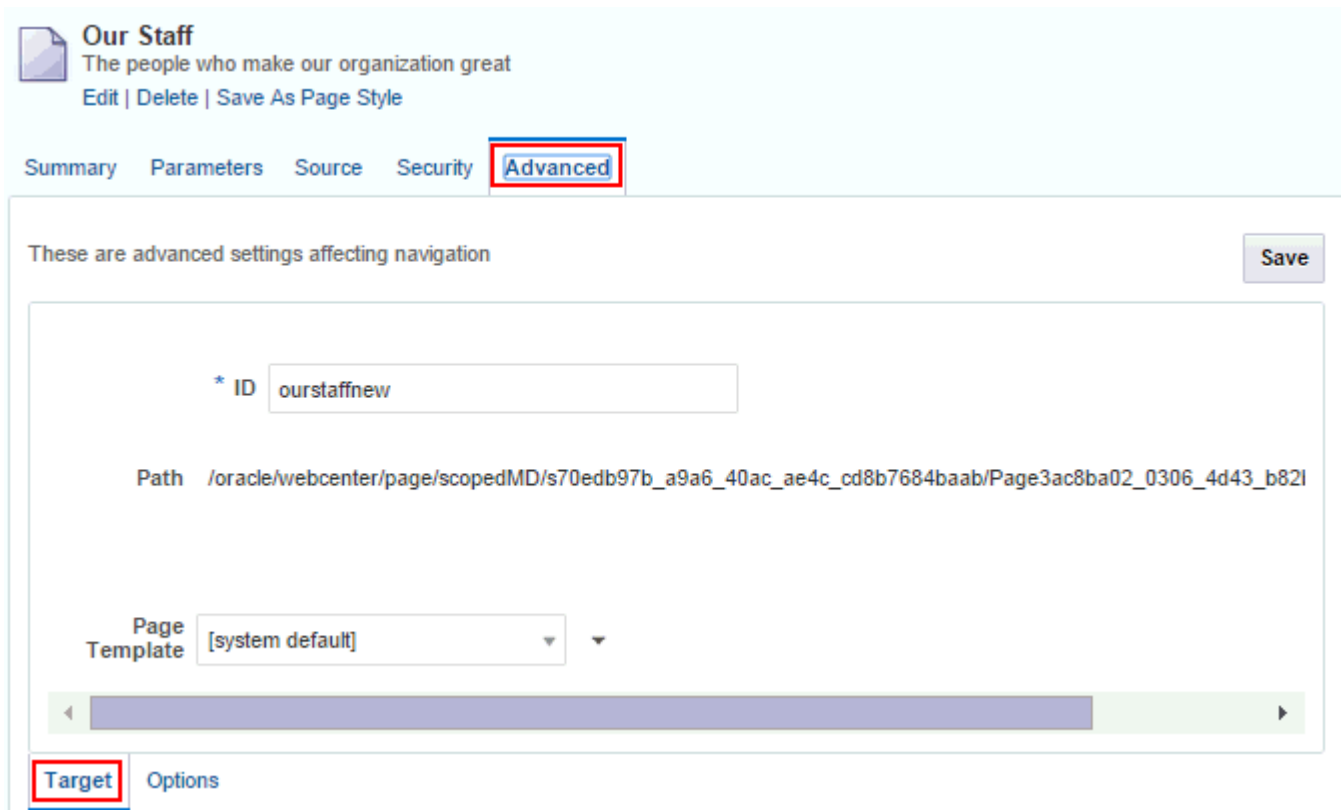 Our Staff
The people who make our organization great
Edit | Delete | Save As Page Style
Summary Parameters Source Security Advanced
These are advanced settings affecting navigation
Save
* ID ourstaffnew
Path /oracle/webcenter/page/scopedMD/s70edb97b_a9a6_40ac_ae4c_cd8b7684baab/Page3ac8ba02_0306_4d43_b82
Page
Template [system default]
Target Options